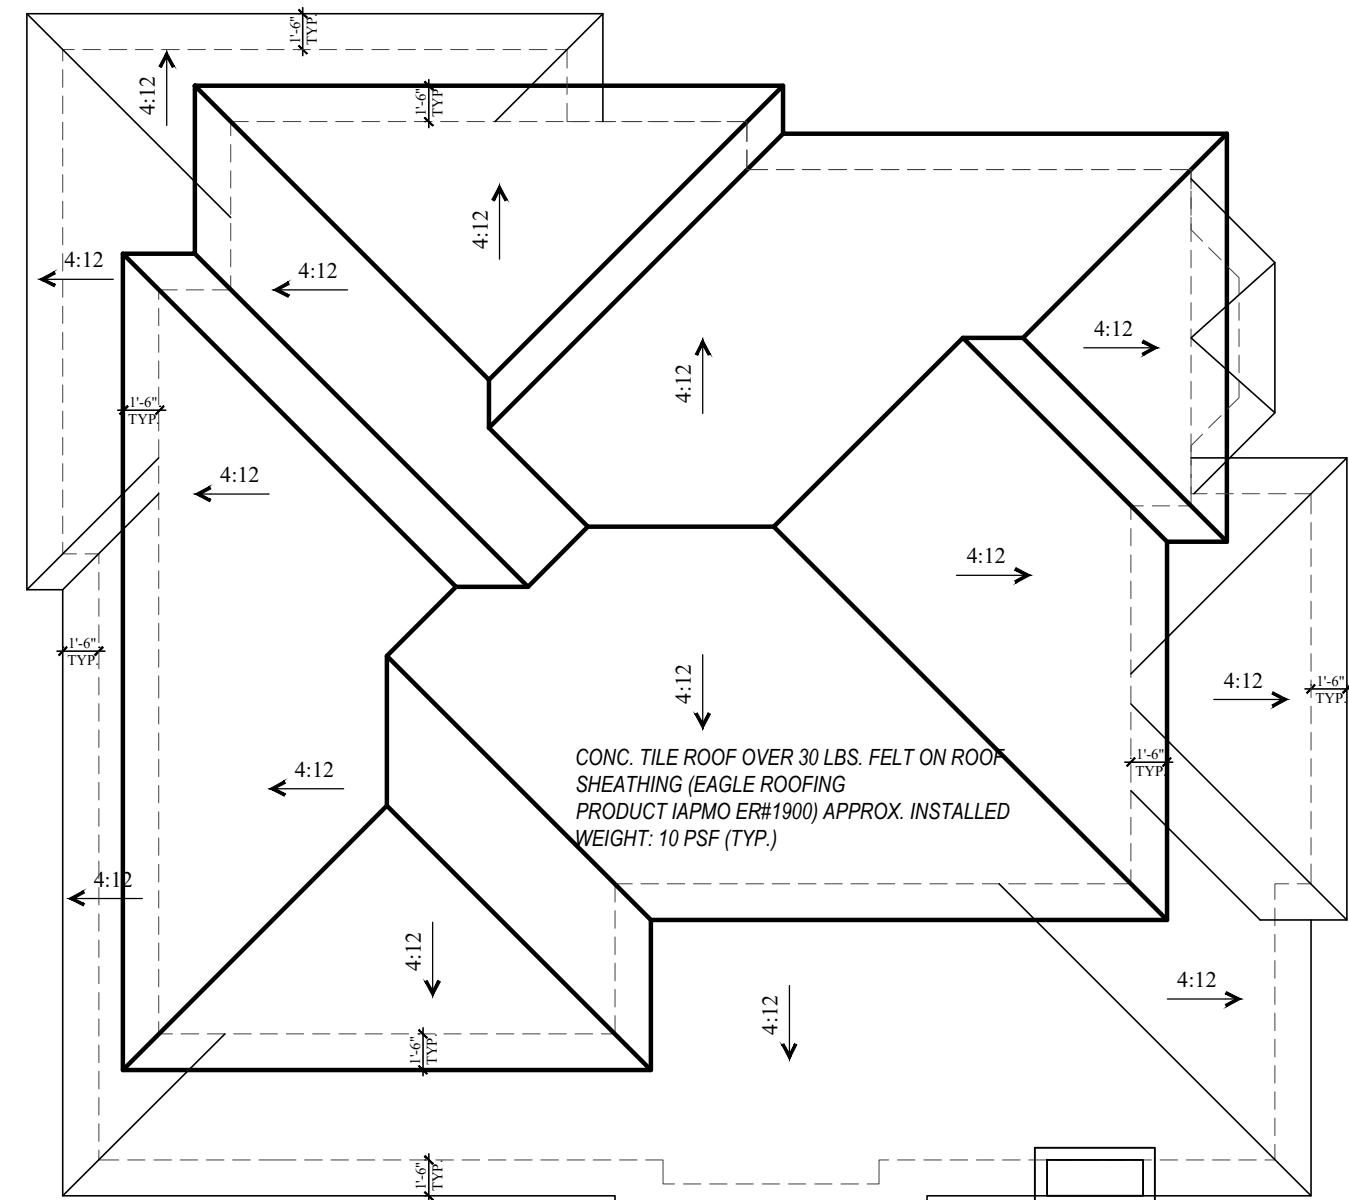 1'-6"
TYP.
4:12
1'-6"
TYP.
4:12
4:12
4:12
4:12
4:12
4:12
1'-6"
TYP.
4:12
4:12
1'-6"
TYP.
4:12
4:12
1'-6"
TYP.
CONC. TILE ROOF OVER 30 LBS. FELT ON ROOF
SHEATHING (EAGLE ROOFING
PRODUCT IAPMO ER#1900) APPROX. INSTALLED
WEIGHT: 10 PSF (TYP.)
1'-6"
TYP.
4:12
4:12
4:12
4:12
4:12
1'-6"
TYP.
1'-6"
TYP.